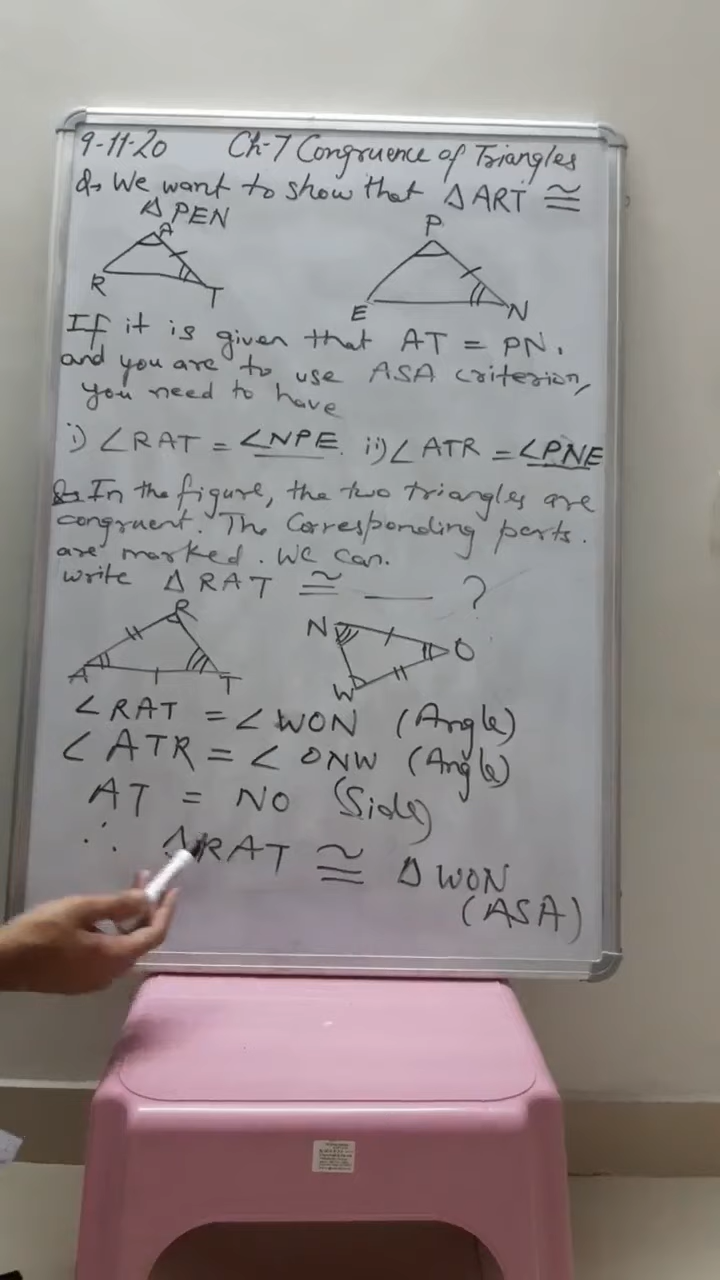 9-11-20 Ch-7 Congruence of Triangles
Q→ We want to show that △ART ≅
△PEN
A P
R T E N
If it is given that AT = PN.
and you are to use ASA criterion,
you need to have
i) ∠RAT = ∠NPE. ii) ∠ATR = ∠PNE
Q→ In the figure, the two triangles are
congruent. The Corresponding parts.
are marked. We can.
write △RAT ≅ ___ ?
R N O
A T W
∠RAT = ∠WON (Angle)
∠ATR = ∠ONW (Angle)
AT = NO (Side)
∴ △RAT ≅ △WON
(ASA)